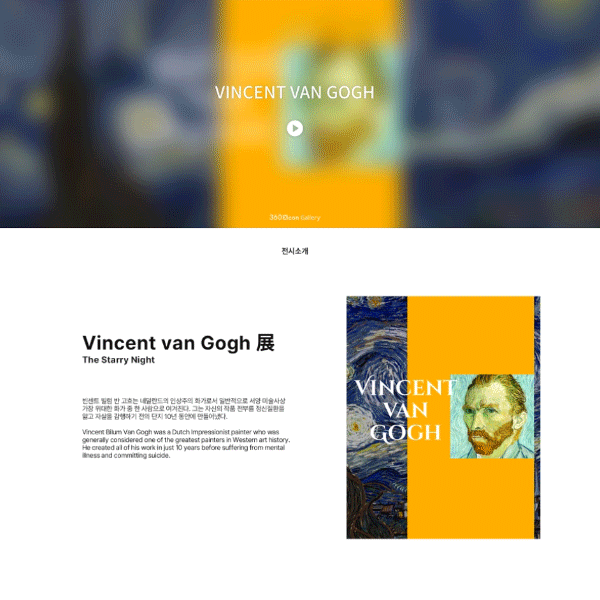 VINCENT VAN GOGH
전시소개
Vincent van Gogh 展
The Starry Night
빈센트 빌럼 반 고흐는 네덜란드의 인상주의 화가로서 일반적으로 서양 미술사상
가장 위대한 화가 중 한 사람으로 여겨진다. 그는 자신의 작품 전부를 정신질환을
앓고 자살을 감행하기 전의 단지 10년 동안에 만들어냈다.
Vincent Bilum Van Gogh was a Dutch Impressionist painter who was
generally considered one of the greatest painters in Western art history.
He created all of his work in just 10 years before suffering from mental
illness and committing suicide.
VINCENT
VAN
GOGH